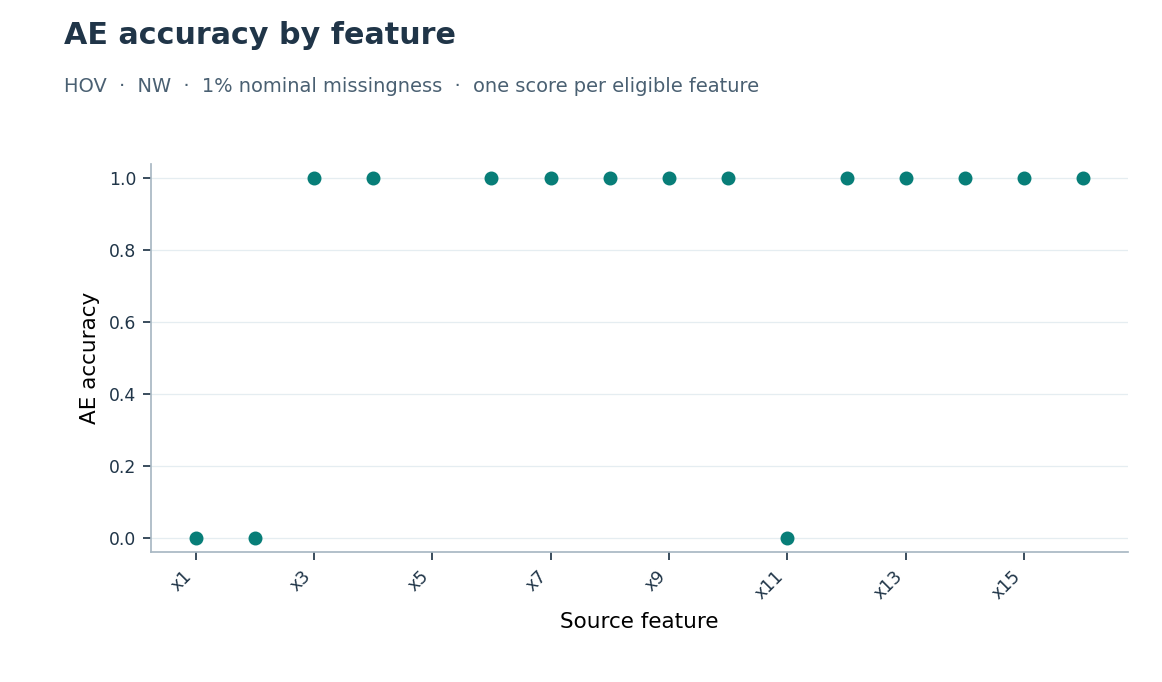 AE accuracy by feature
HOV · NW · 1% nominal missingness · one score per eligible feature
AE accuracy
1.0
0.8
0.6
0.4
0.2
0.0
x1 x3 x5 x7 x9 x11 x13 x15
Source feature